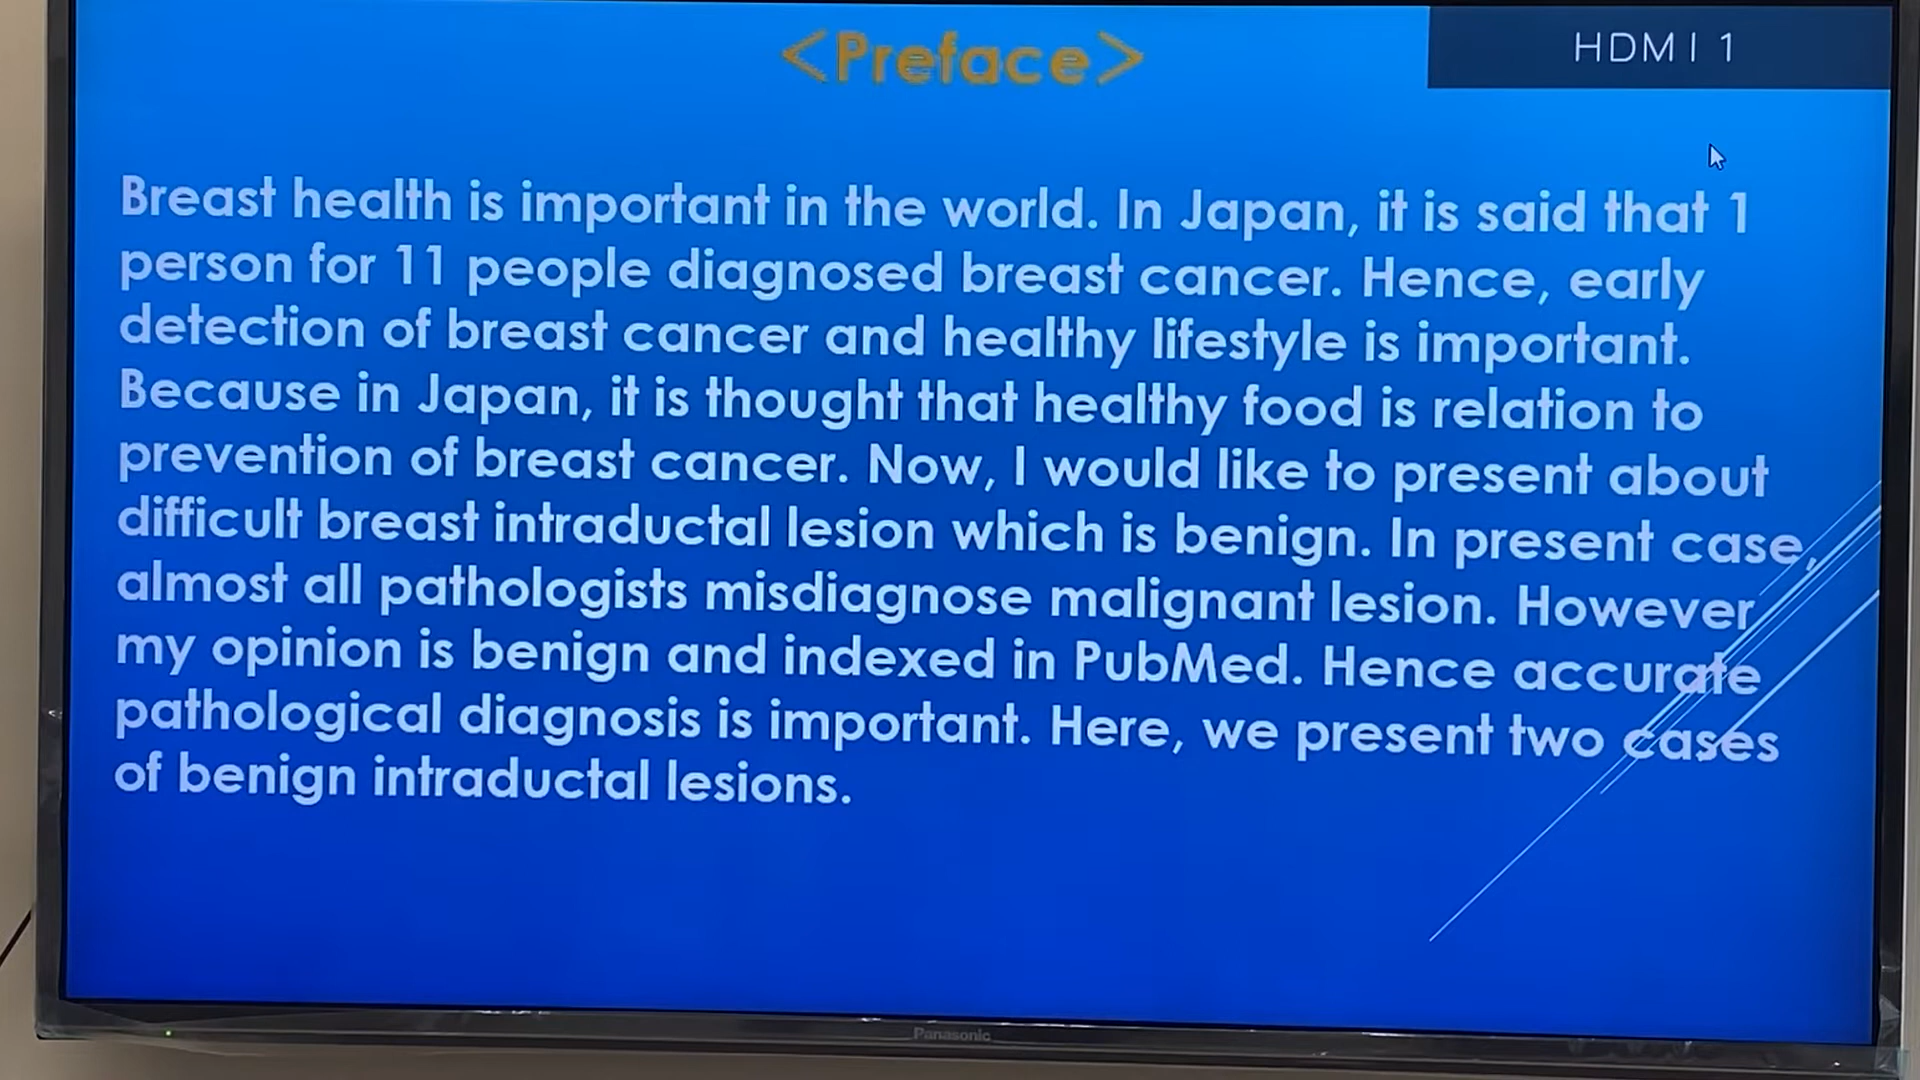 <Preface>
HDMI 1
Breast health is important in the world. In Japan, it is said that 1
person for 11 people diagnosed breast cancer. Hence, early
detection of breast cancer and healthy lifestyle is important.
Because in Japan, it is thought that healthy food is relation to
prevention of breast cancer. Now, I would like to present about
difficult breast intraductal lesion which is benign. In present case,
almost all pathologists misdiagnose malignant lesion. However
my opinion is benign and indexed in PubMed. Hence accurate
pathological diagnosis is important. Here, we present two cases
of benign intraductal lesions.
Panasonic